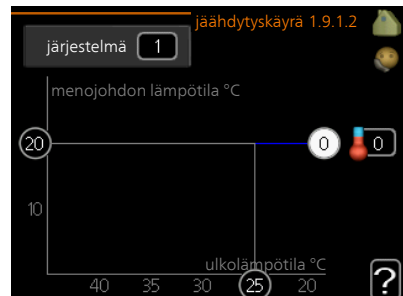 jäähdytyskäyrä 1.9.1.2
järjestelmä 1
menojohdon lämpötila °C
20
0
0
10
ulkolämpötila °C
40 35 30 25 20
?